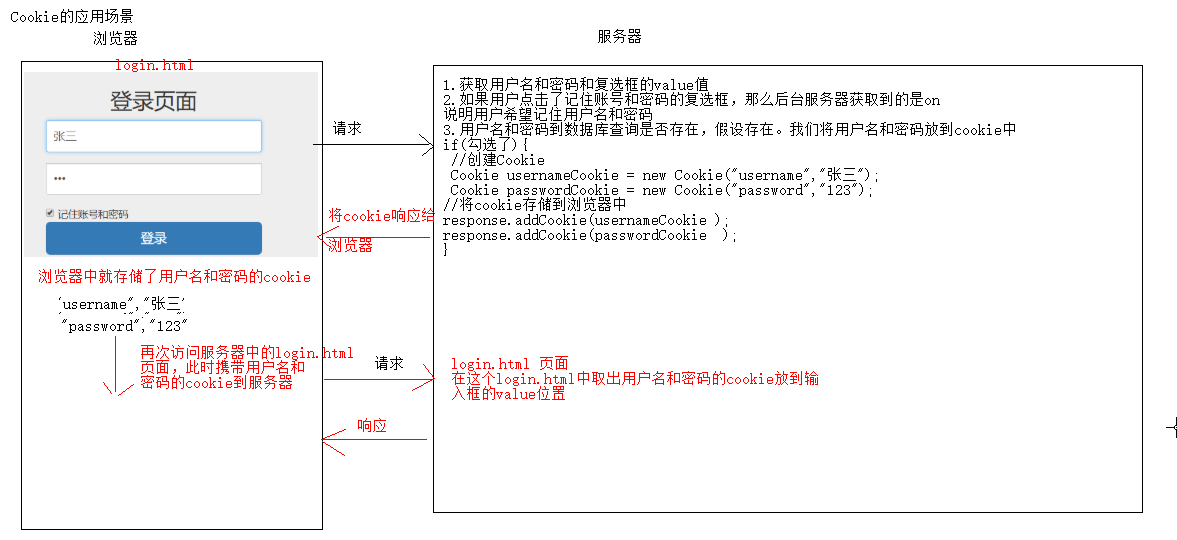 Cookie的应用场景
浏览器
服务器
login.html
登录页面
张三
•••
记住账号和密码
登录
请求
1.获取用户名和密码和复选框的value值
2.如果用户点击了记住账号和密码的复选框，那么后台服务器获取到的是on
说明用户希望记住用户名和密码
3.用户名和密码到数据库查询是否存在，假设存在。我们将用户名和密码放到cookie中
if(勾选了){
//创建Cookie
Cookie usernameCookie = new Cookie("username","张三");
Cookie passwordCookie = new Cookie("password","123");
//将cookie存储到浏览器中
response.addCookie(usernameCookie );
response.addCookie(passwordCookie  );
}
将cookie响应给
浏览器
浏览器中就存储了用户名和密码的cookie
'username","张三'
"password","123"
再次访问服务器中的login.html
页面，此时携带用户名和
密码的cookie到服务器
请求
login.html 页面
在这个login.html中取出用户名和密码的cookie放到输
入框的value位置
响应